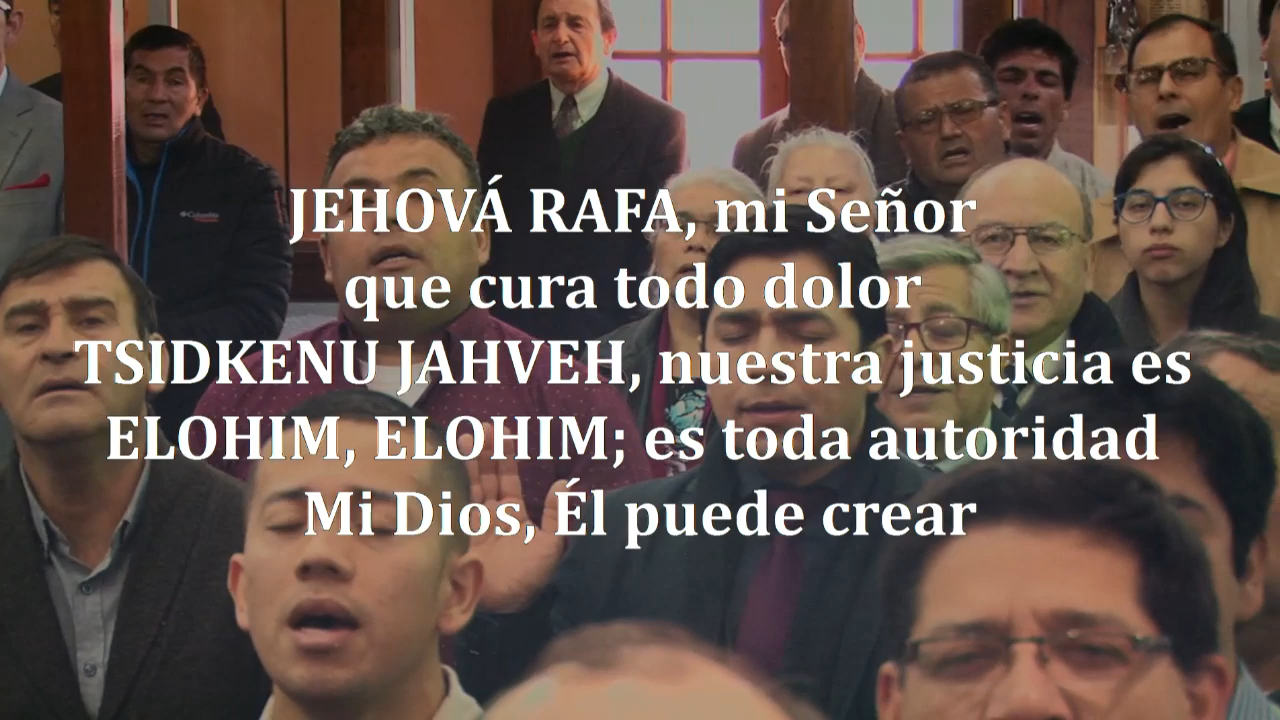 JEHOVÁ RAFA, mi Señor
que cura todo dolor
TSIDKENU JAHVEH, nuestra justicia es
ELOHIM, ELOHIM; es toda autoridad
Mi Dios, Él puede crear
Columbia